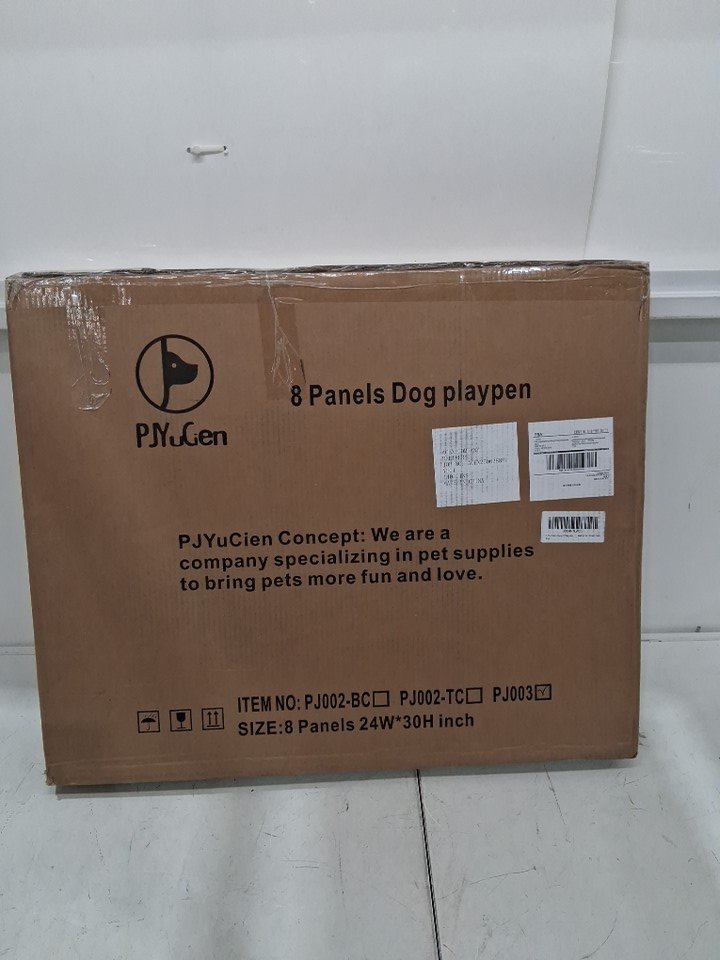 8 Panels Dog playpen
PJYuCien
PJYuCien Concept: We are a
company specializing in pet supplies
to bring pets more fun and love.
ITEM NO: PJ002-BC☐ PJ002-TC☐ PJ003☑
SIZE:8 Panels 24W*30H inch